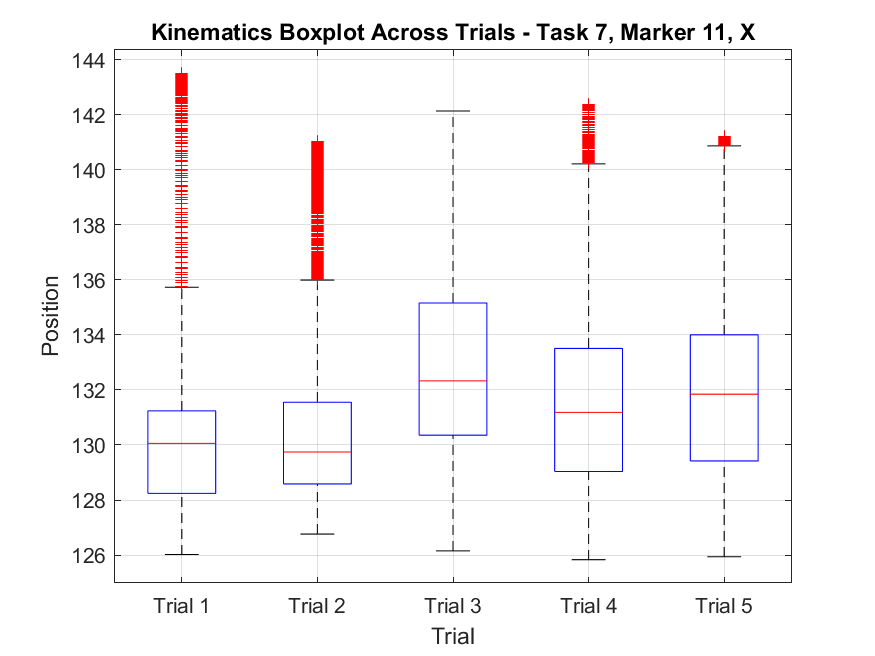 Kinematics Boxplot Across Trials - Task 7, Marker 11, X
144
142
140
138
136
134
132
130
128
126
Position
Trial 1 Trial 2 Trial 3 Trial 4 Trial 5
Trial